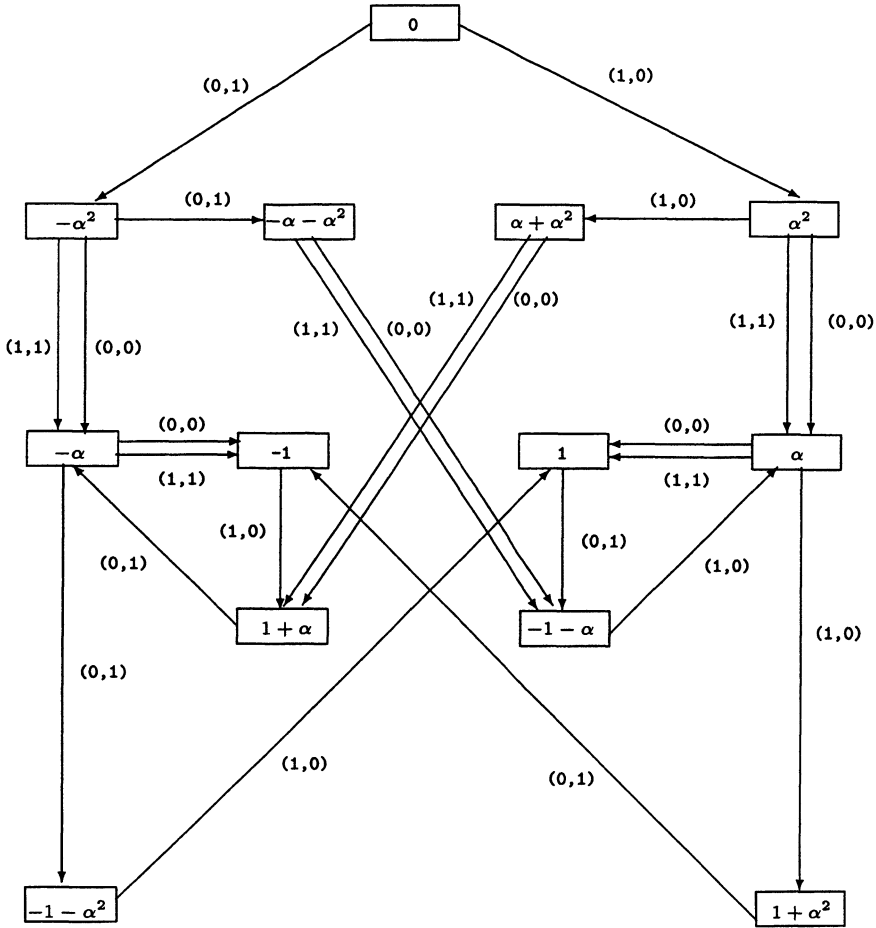 0
(0,1)
(1,0)
−α²
(0,1)
−α − α²
α + α²
(1,0)
α²
(1,1)
(0,0)
(1,1)
(0,0)
(1,1)
(0,0)
(1,1)
(0,0)
−α
(0,0)
(1,1)
-1
1
(0,0)
(1,1)
α
(1,0)
(0,1)
(0,1)
(1,0)
1 + α
−1 − α
(1,0)
(0,1)
(1,0)
(0,1)
−1 − α²
1 + α²